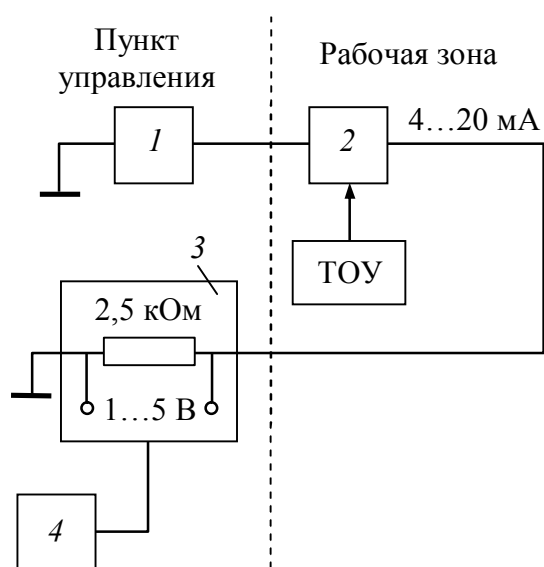 Пункт
управления
Рабочая зона
1
2
4...20 мА
ТОУ
3
2,5 кОм
1...5 В
4